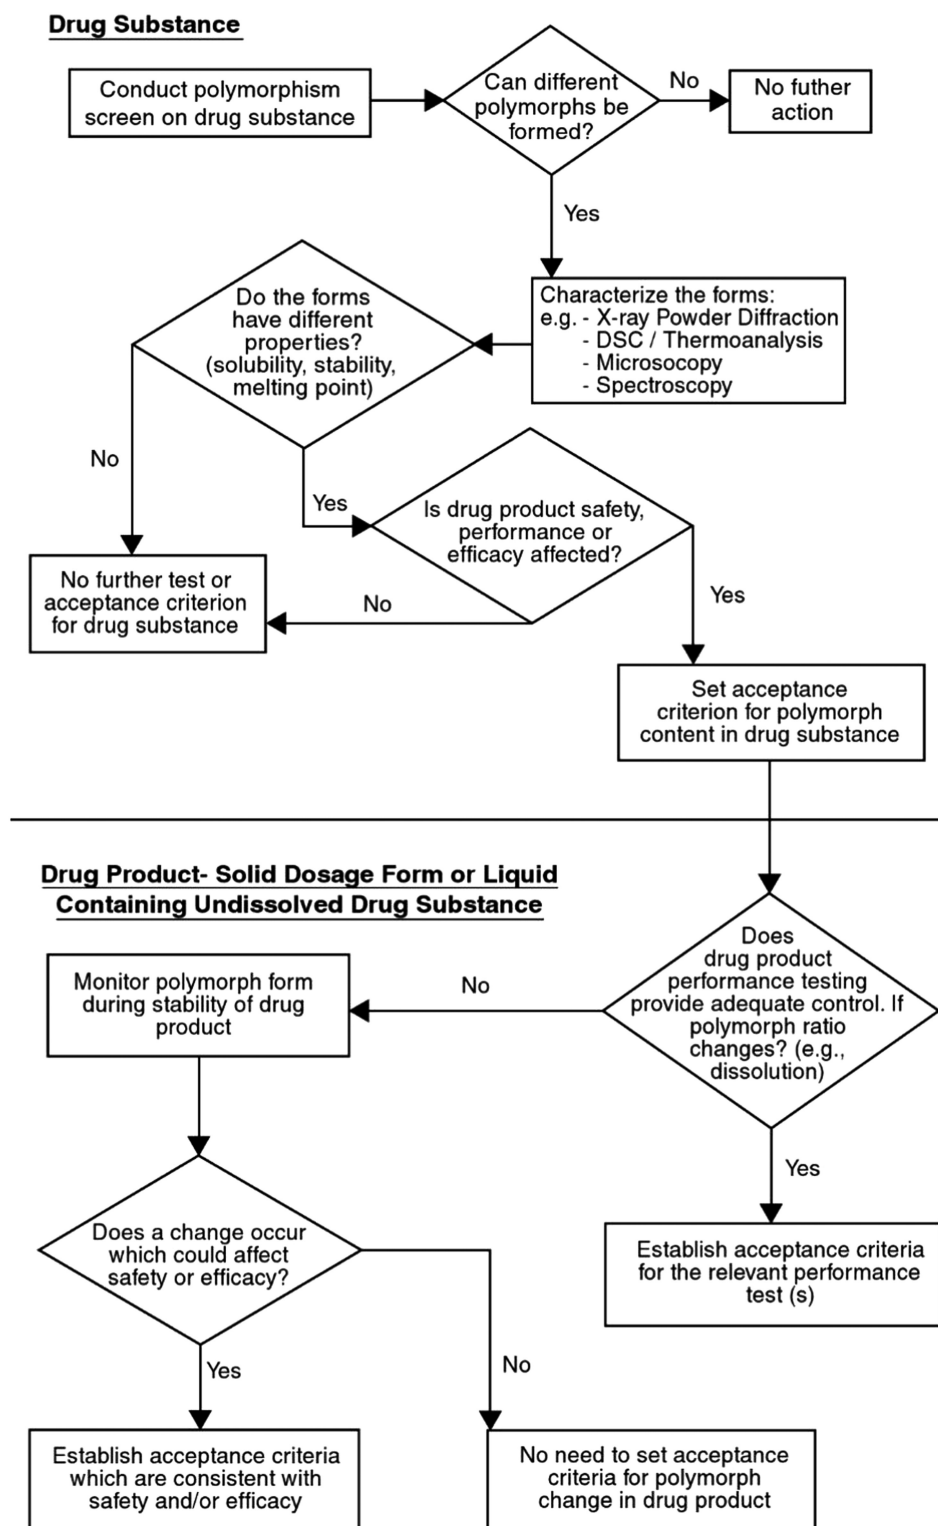 Drug Substance
Conduct polymorphism
screen on drug substance
Can different
polymorphs be
formed?
No
No futher
action
Yes
Characterize the forms:
e.g. - X-ray Powder Diffraction
- DSC / Thermoanalysis
- Microsocopy
- Spectroscopy
Do the forms
have different
properties?
(solubility, stability,
melting point)
No
Yes
Is drug product safety,
performance or
efficacy affected?
No further test or
acceptance criterion
for drug substance
No
Yes
Set acceptance
criterion for polymorph
content in drug substance
Drug Product- Solid Dosage Form or Liquid
Containing Undissolved Drug Substance
Does
drug product
performance testing
provide adequate control. If
polymorph ratio
changes? (e.g.,
dissolution)
No
Monitor polymorph form
during stability of drug
product
Yes
Establish acceptance criteria
for the relevant performance
test (s)
Does a change occur
which could affect
safety or efficacy?
Yes
No
Establish acceptance criteria
which are consistent with
safety and/or efficacy
No need to set acceptance
criteria for polymorph
change in drug product